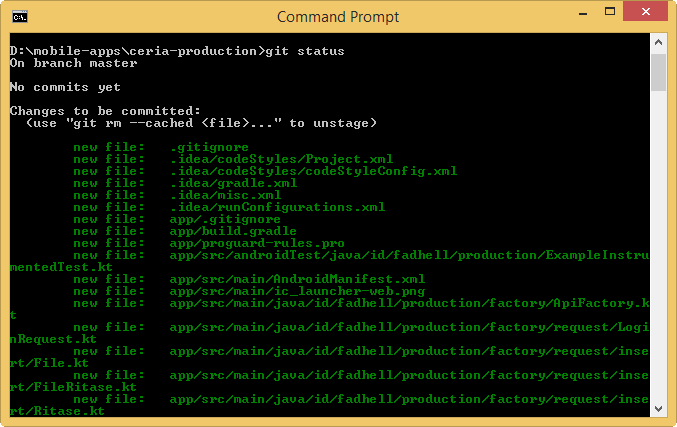 Command Prompt
D:\mobile-apps\ceria-production>git status
On branch master
No commits yet
Changes to be committed:
  (use "git rm --cached <file>..." to unstage)
        new file:   .gitignore
        new file:   .idea/codeStyles/Project.xml
        new file:   .idea/codeStyles/codeStyleConfig.xml
        new file:   .idea/gradle.xml
        new file:   .idea/misc.xml
        new file:   .idea/runConfigurations.xml
        new file:   app/.gitignore
        new file:   app/build.gradle
        new file:   app/proguard-rules.pro
        new file:   app/src/androidTest/java/id/fadhell/production/ExampleInstru
mentedTest.kt
        new file:   app/src/main/AndroidManifest.xml
        new file:   app/src/main/ic_launcher-web.png
        new file:   app/src/main/java/id/fadhell/production/factory/ApiFactory.k
t
        new file:   app/src/main/java/id/fadhell/production/factory/request/Logi
nRequest.kt
        new file:   app/src/main/java/id/fadhell/production/factory/request/inse
rt/File.kt
        new file:   app/src/main/java/id/fadhell/production/factory/request/inse
rt/FileRitase.kt
        new file:   app/src/main/java/id/fadhell/production/factory/request/inse
rt/Ritase.kt